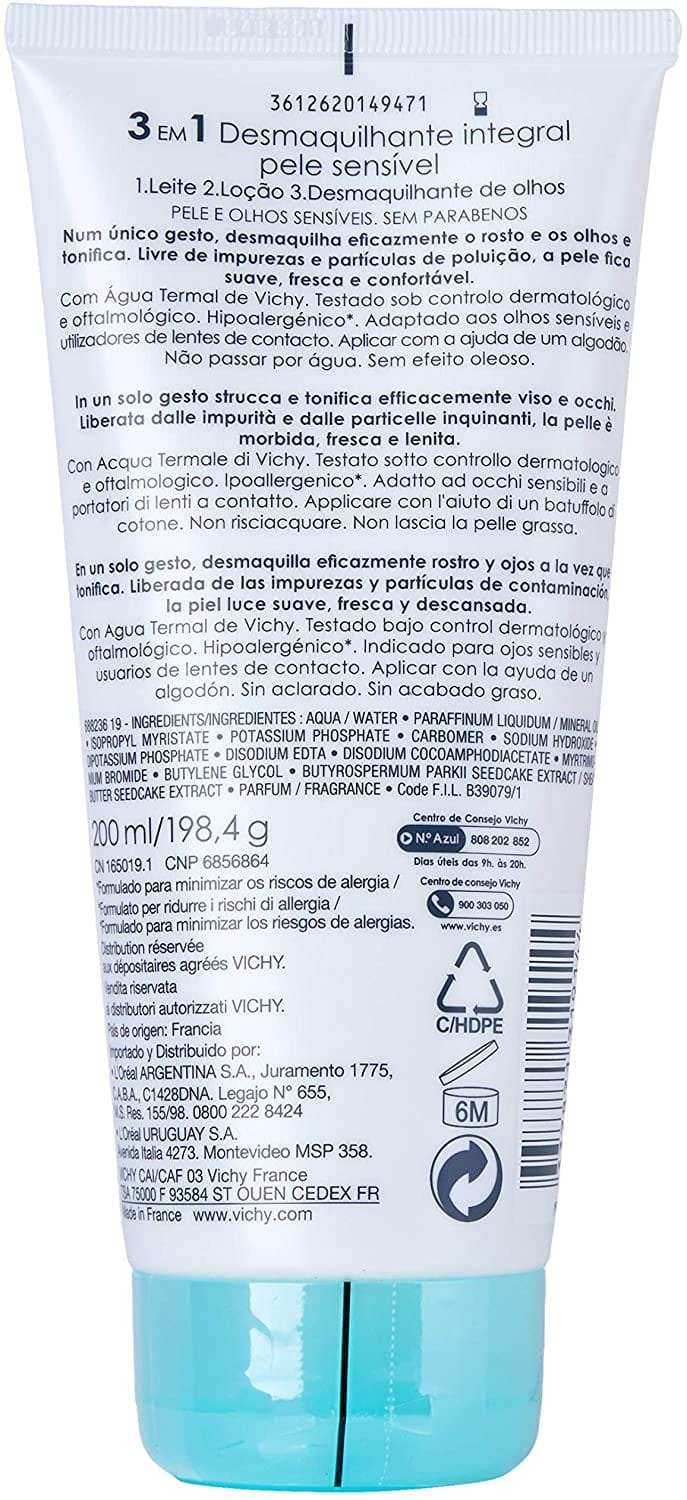 3612620149471
3 EM 1 Desmaquilhante integral
pele sensível
1.Leite 2.Loção 3.Desmaquilhante de olhos
PELE E OLHOS SENSÍVEIS. SEM PARABENOS
Num único gesto, desmaquilha eficazmente o rosto e os olhos e
tonifica. Livre de impurezas e partículas de poluição, a pele fica
suave, fresca e confortável.
Com Água Termal de Vichy. Testado sob controlo dermatológico
e oftalmológico. Hipoalergénico*. Adaptado aos olhos sensíveis e
utilizadores de lentes de contacto. Aplicar com a ajuda de um algodão.
Não passar por água. Sem efeito oleoso.
In un solo gesto strucca e tonifica efficacemente viso e occhi.
Liberata dalle impurità e dalle particelle inquinanti, la pelle è
morbida, fresca e lenita.
Con Acqua Termale di Vichy. Testato sotto controllo dermatologico
e oftalmologico. Ipoallergenico*. Adatto ad occhi sensibili e a
portatori di lenti a contatto. Applicare con l'aiuto di un batuffolo di
cotone. Non risciacquare. Non lascia la pelle grassa.
En un solo gesto, desmaquilla eficazmente rostro y ojos a la vez que
tonifica. Liberada de las impurezas y partículas de contaminación,
la piel luce suave, fresca y descansada.
Con Agua Termal de Vichy. Testado bajo control dermatológico y
oftalmológico. Hipoalergénico*. Indicado para ojos sensibles y
usuarios de lentes de contacto. Aplicar con la ayuda de un
algodón. Sin aclarado. Sin acabado graso.
688236 19 - INGREDIENTS/INGREDIENTES : AQUA / WATER • PARAFFINUM LIQUIDUM / MINERAL OIL
• ISOPROPYL MYRISTATE • POTASSIUM PHOSPHATE • CARBOMER • SODIUM HYDROXIDE •
DIPOTASSIUM PHOSPHATE • DISODIUM EDTA • DISODIUM COCOAMPHODIACETATE • MYRTRIMO-
NIUM BROMIDE • BUTYLENE GLYCOL • BUTYROSPERMUM PARKII SEEDCAKE EXTRACT / SHEA
BUTTER SEEDCAKE EXTRACT • PARFUM / FRAGRANCE • Code F.I.L. B39079/1
200 ml/198,4 g
CN 165019.1 CNP 6856864
Centro de Consejo Vichy
N.º Azul 808 202 852
Dias úteis das 9h. às 20h.
Centro de consejo Vichy
900 303 050
www.vichy.es
*Formulado para minimizar os riscos de alergia /
*Formulato per ridurre i rischi di allergia /
*Formulado para minimizar los riesgos de alergias.
Distribution réservée
aux dépositaires agréés VICHY.
Vendita riservata
ai distributori autorizzati VICHY.
País de origen: Francia
Importado y Distribuido por:
• L'Oréal ARGENTINA S.A., Juramento 1775,
C.A.B.A., C1428DNA. Legajo N° 655,
M.S. Res. 155/98. 0800 222 8424
• L'Oréal URUGUAY S.A.
Avenida Italia 4273. Montevideo MSP 358.
VICHY CAI/CAF 03 Vichy France
TSA 75000 F 93584 ST OUEN CEDEX FR
Made in France www.vichy.com
C/HDPE
6M